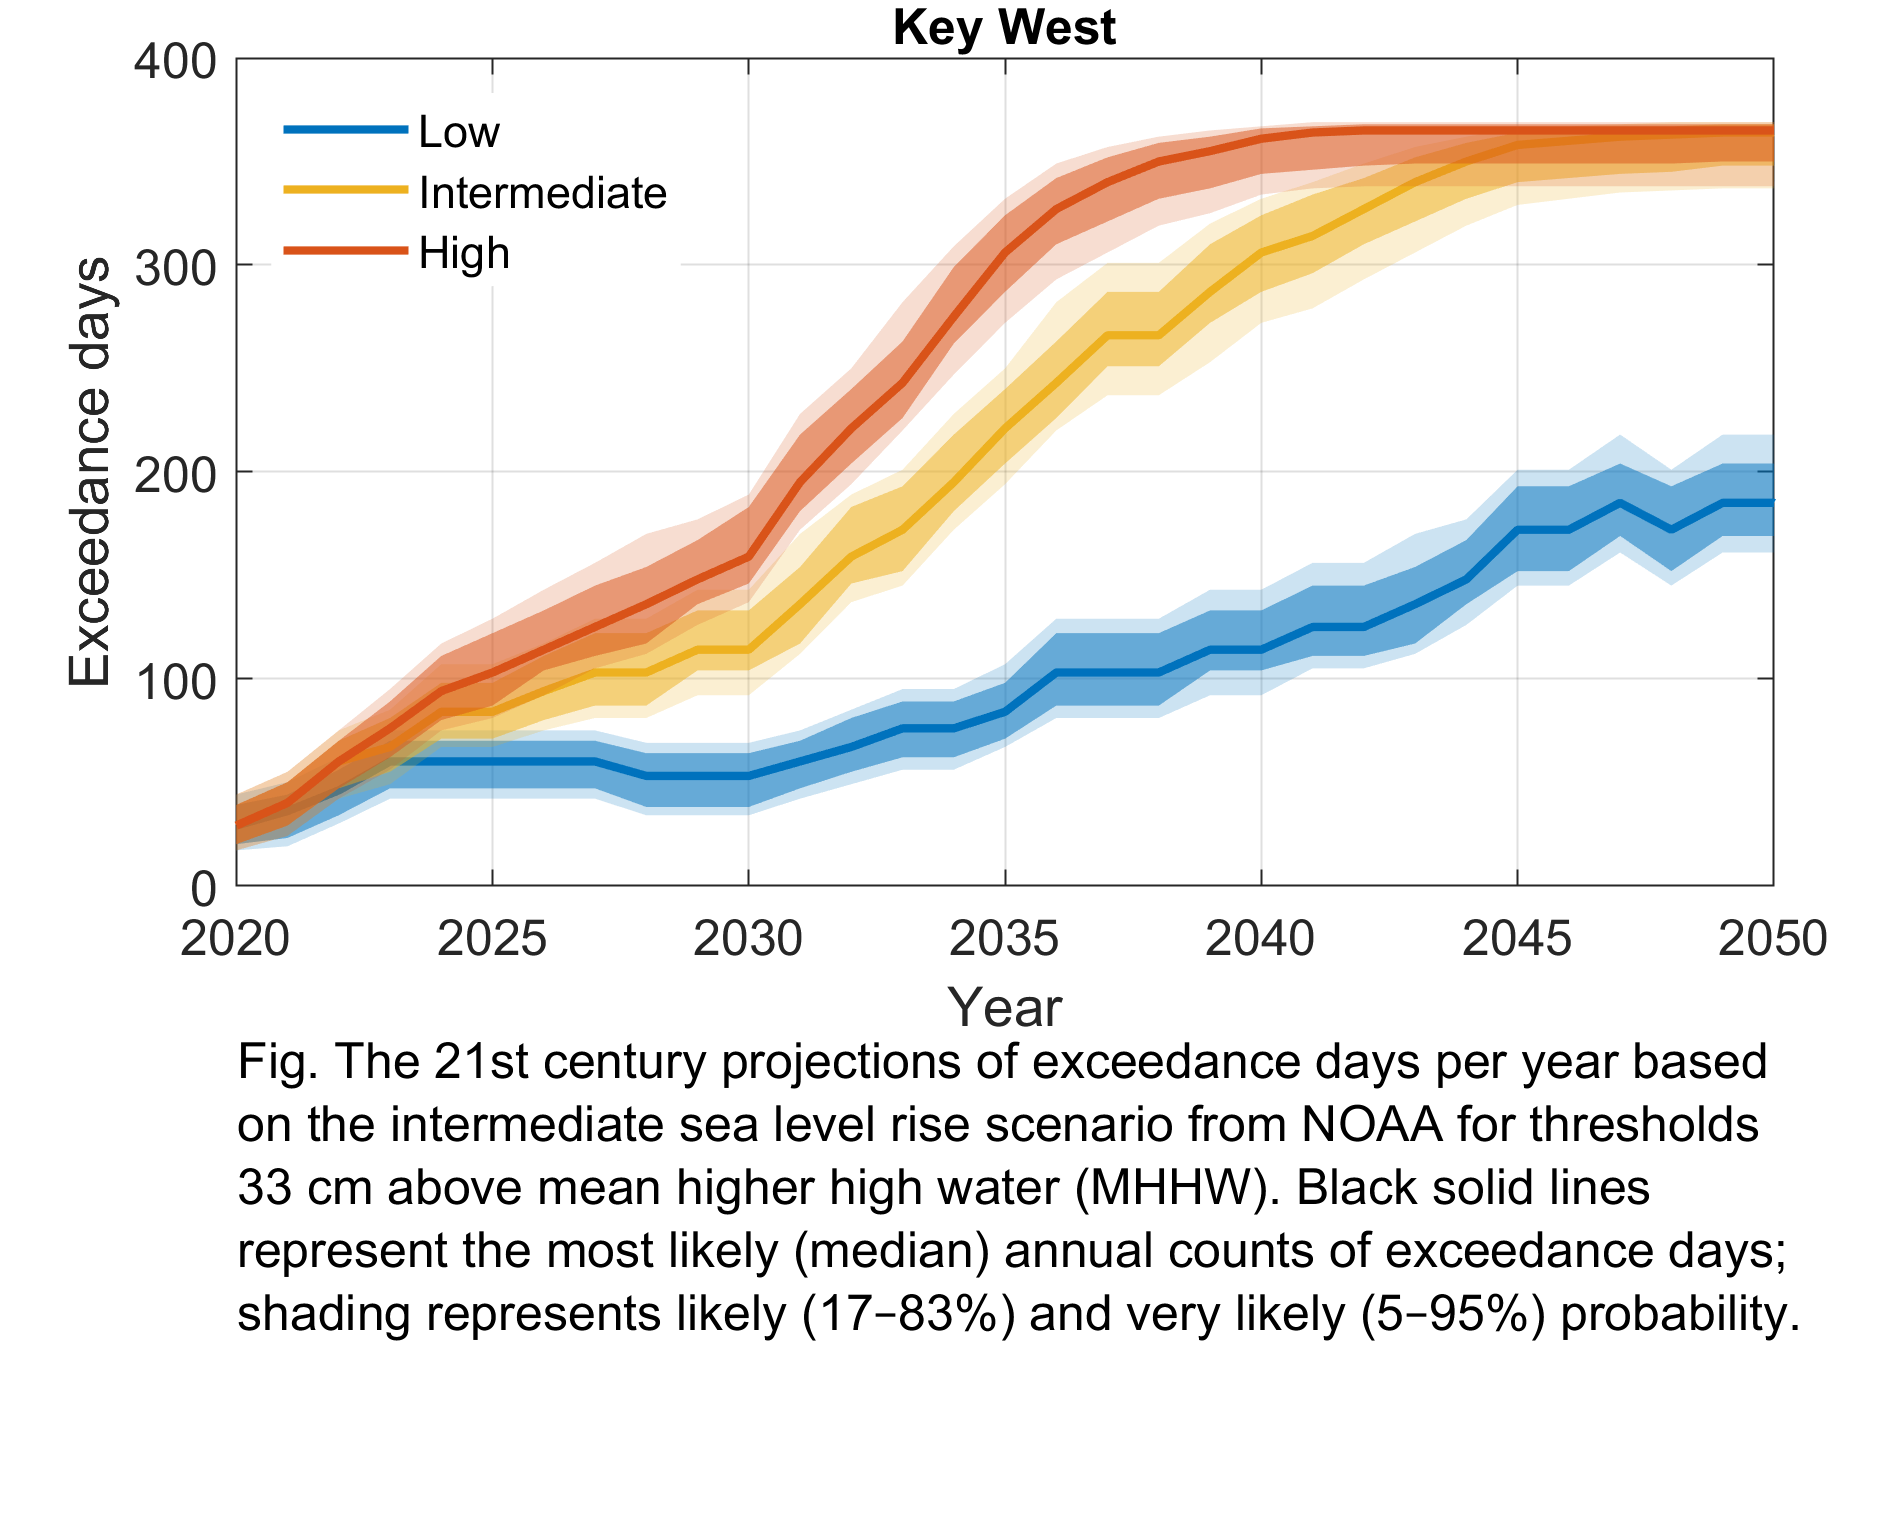 Key West
400
300
200
100
0
Exceedance days
Low
Intermediate
High
2020 2025 2030 2035 2040 2045 2050
Year
Fig. The 21st century projections of exceedance days per year based
on the intermediate sea level rise scenario from NOAA for thresholds
33 cm above mean higher high water (MHHW). Black solid lines
represent the most likely (median) annual counts of exceedance days;
shading represents likely (17–83%) and very likely (5–95%) probability.